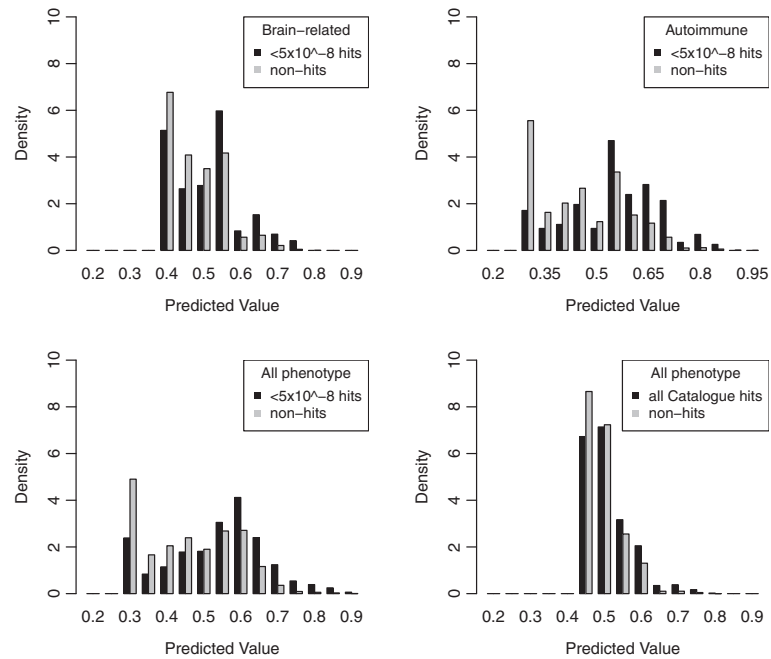 Brain−related
<5x10^−8 hits
non−hits
10
8
6
4
2
0
Density
0.2 0.3 0.4 0.5 0.6 0.7 0.8 0.9
Predicted Value
Autoimmune
<5x10^−8 hits
non−hits
10
8
6
4
2
0
Density
0.2 0.35 0.5 0.65 0.8 0.95
Predicted Value
All phenotype
<5x10^−8 hits
non−hits
10
8
6
4
2
0
Density
0.2 0.3 0.4 0.5 0.6 0.7 0.8 0.9
Predicted Value
All phenotype
all Catalogue hits
non−hits
10
8
6
4
2
0
Density
0.2 0.3 0.4 0.5 0.6 0.7 0.8 0.9
Predicted Value